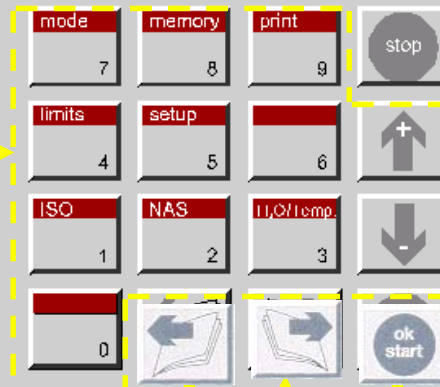 mode
memory
print
stop
7
8
9
limits
setup
+
4
5
6
ISO
NAS
H2O/Temp.
-
1
2
3
0
ok
start